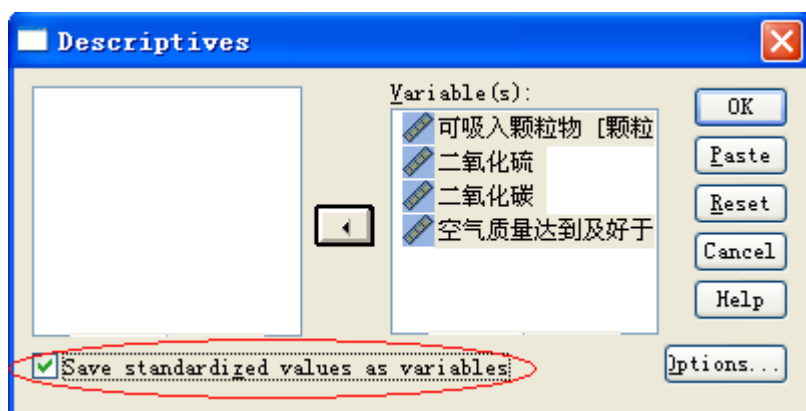 Descriptives
Variable(s):
可吸入颗粒物 [颗粒
二氧化硫
二氧化碳
空气质量达到及好于
OK
Paste
Reset
Cancel
Help
Save standardized values as variables
Options...